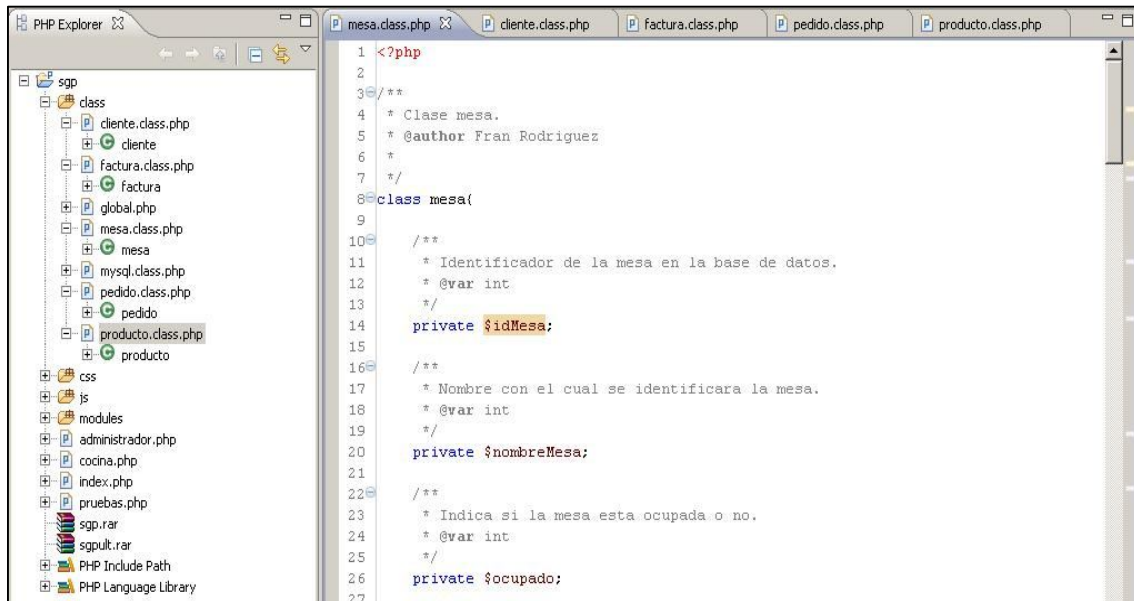 PHP Explorer
sgp
class
cliente.class.php
cliente
factura.class.php
factura
global.php
mesa.class.php
mesa
mysql.class.php
pedido.class.php
pedido
producto.class.php
producto
css
js
modules
administrador.php
cocina.php
index.php
pruebas.php
sgp.rar
sgpult.rar
PHP Include Path
PHP Language Library
mesa.class.php cliente.class.php factura.class.php pedido.class.php producto.class.php
1 <?php
2
3 /**
4 * Clase mesa.
5 * @author Fran Rodriguez
6 *
7 */
8 class mesa{
9
10 /**
11 * Identificador de la mesa en la base de datos.
12 * @var int
13 */
14 private $idMesa;
15
16 /**
17 * Nombre con el cual se identificara la mesa.
18 * @var int
19 */
20 private $nombreMesa;
21
22 /**
23 * Indica si la mesa esta ocupada o no.
24 * @var int
25 */
26 private $ocupado;
27